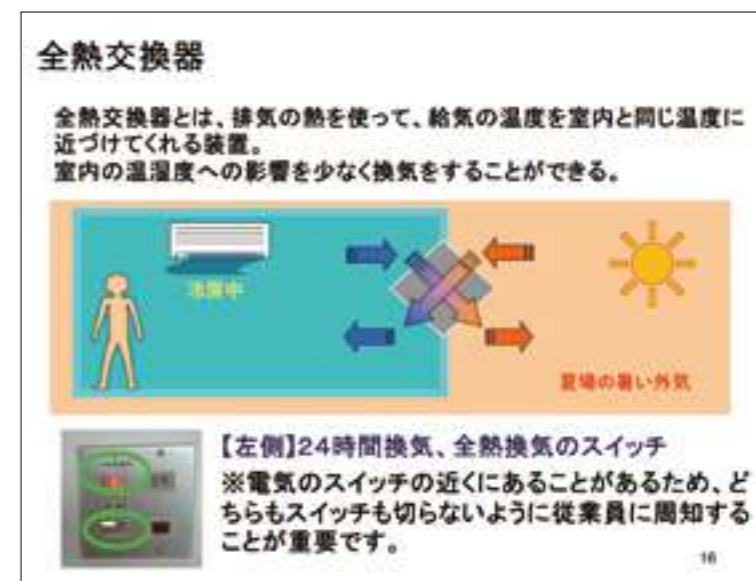 全熱交換器
全熱交換器とは、排気の熱を使って、給気の温度を室内と同じ温度に
近づけてくれる装置。
室内の温湿度への影響を少なく換気をすることができる。
冷房中
夏場の暑い外気
【左側】24時間換気、全熱換気のスイッチ
※電気のスイッチの近くにあることがあるため、ど
ちらもスイッチも切らないように従業員に周知する
ことが重要です。
16